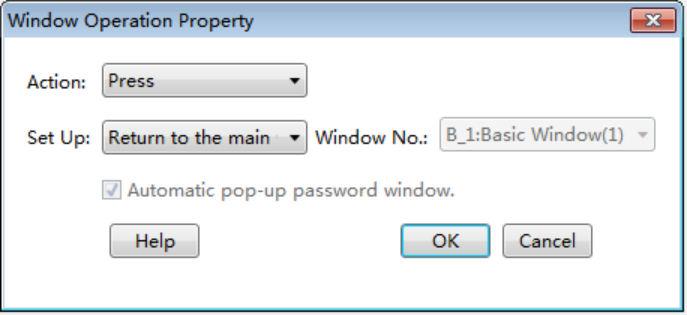 Window Operation Property
Action: Press
Set Up: Return to the main Window No.: B_1:Basic Window(1)
Automatic pop-up password window.
Help OK Cancel